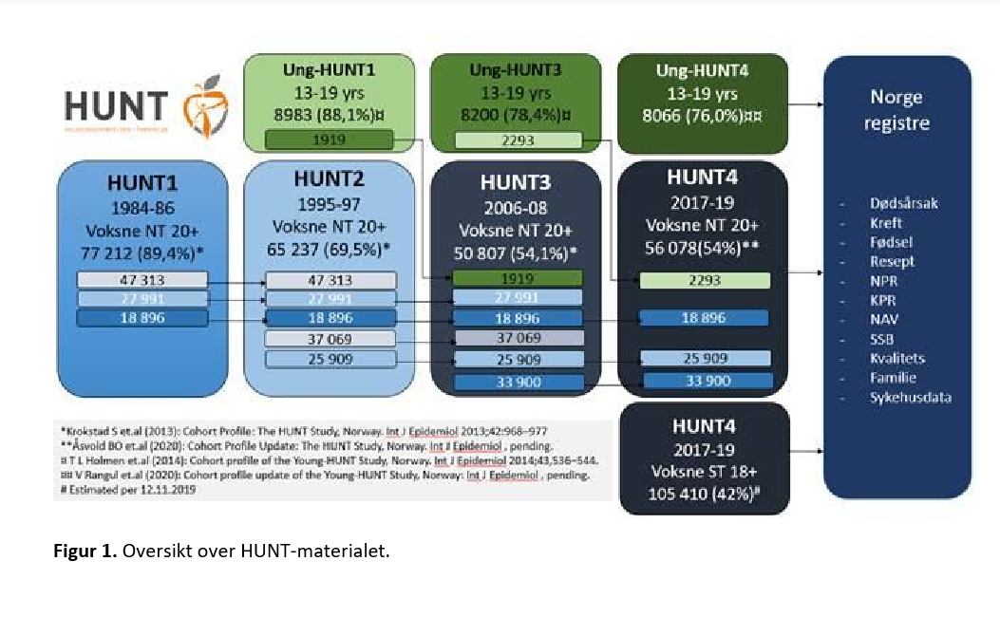 HUNT
Ung-HUNT1
13-19 yrs
8983 (88,1%)¤
1919
Ung-HUNT3
13-19 yrs
8200 (78,4%)¤
2293
Ung-HUNT4
13-19 yrs
8066 (76,0%)¤¤
HUNT1
1984-86
Voksne NT 20+
77 212 (89,4%)*
47 313
27 991
18 896
HUNT2
1995-97
Voksne NT 20+
65 237 (69,5%)*
47 313
27 991
18 896
37 069
25 909
HUNT3
2006-08
Voksne NT 20+
50 807 (54,1%)*
1919
27 991
18 896
37 069
25 909
33 900
HUNT4
2017-19
Voksne NT 20+
56 078(54%)**
2293
18 896
25 909
33 900
HUNT4
2017-19
Voksne ST 18+
105 410 (42%)#
Norge
registre
- Dødsårsak
- Kreft
- Fødsel
- Resept
- NPR
- KPR
- NAV
- SSB
- Kvalitets
- Familie
- Sykehusdata
*Krokstad S et.al (2013): Cohort Profile: The HUNT Study, Norway. Int J Epidemiol 2013;42:968–977
**Åsvold BO et.al (2020): Cohort Profile Update: The HUNT Study, Norway. Int J Epidemiol , pending.
¤ T L Holmen et.al (2014): Cohort profile of the Young-HUNT Study, Norway. Int J Epidemiol 2014;43,536–544.
¤¤ V Rangul et.al (2020): Cohort profile update of the Young-HUNT Study, Norway: Int J Epidemiol , pending.
# Estimated per 12.11.2019
Figur 1. Oversikt over HUNT-materialet.